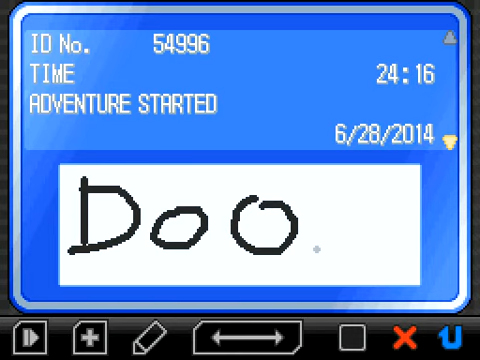 ID No. 54996
TIME 24:16
ADVENTURE STARTED
6/28/2014
Doo.